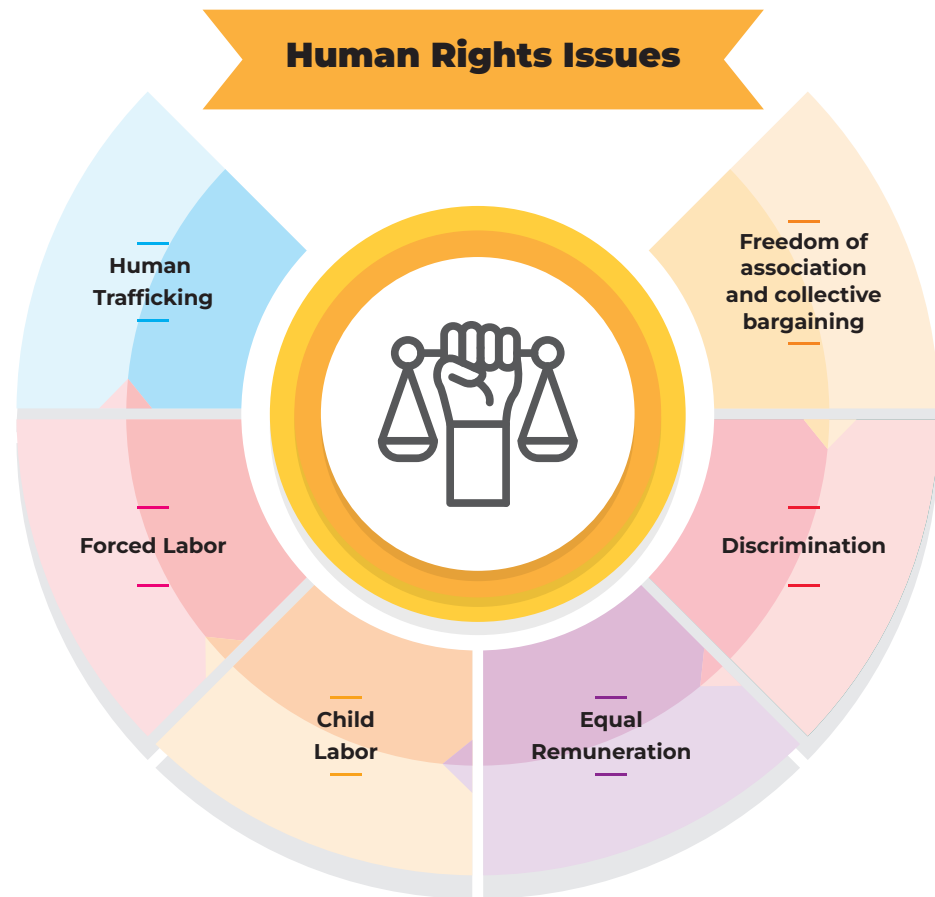 Human Rights Issues
Human
Trafficking
Freedom of
association
and collective
bargaining
Forced Labor
Discrimination
Child
Labor
Equal
Remuneration